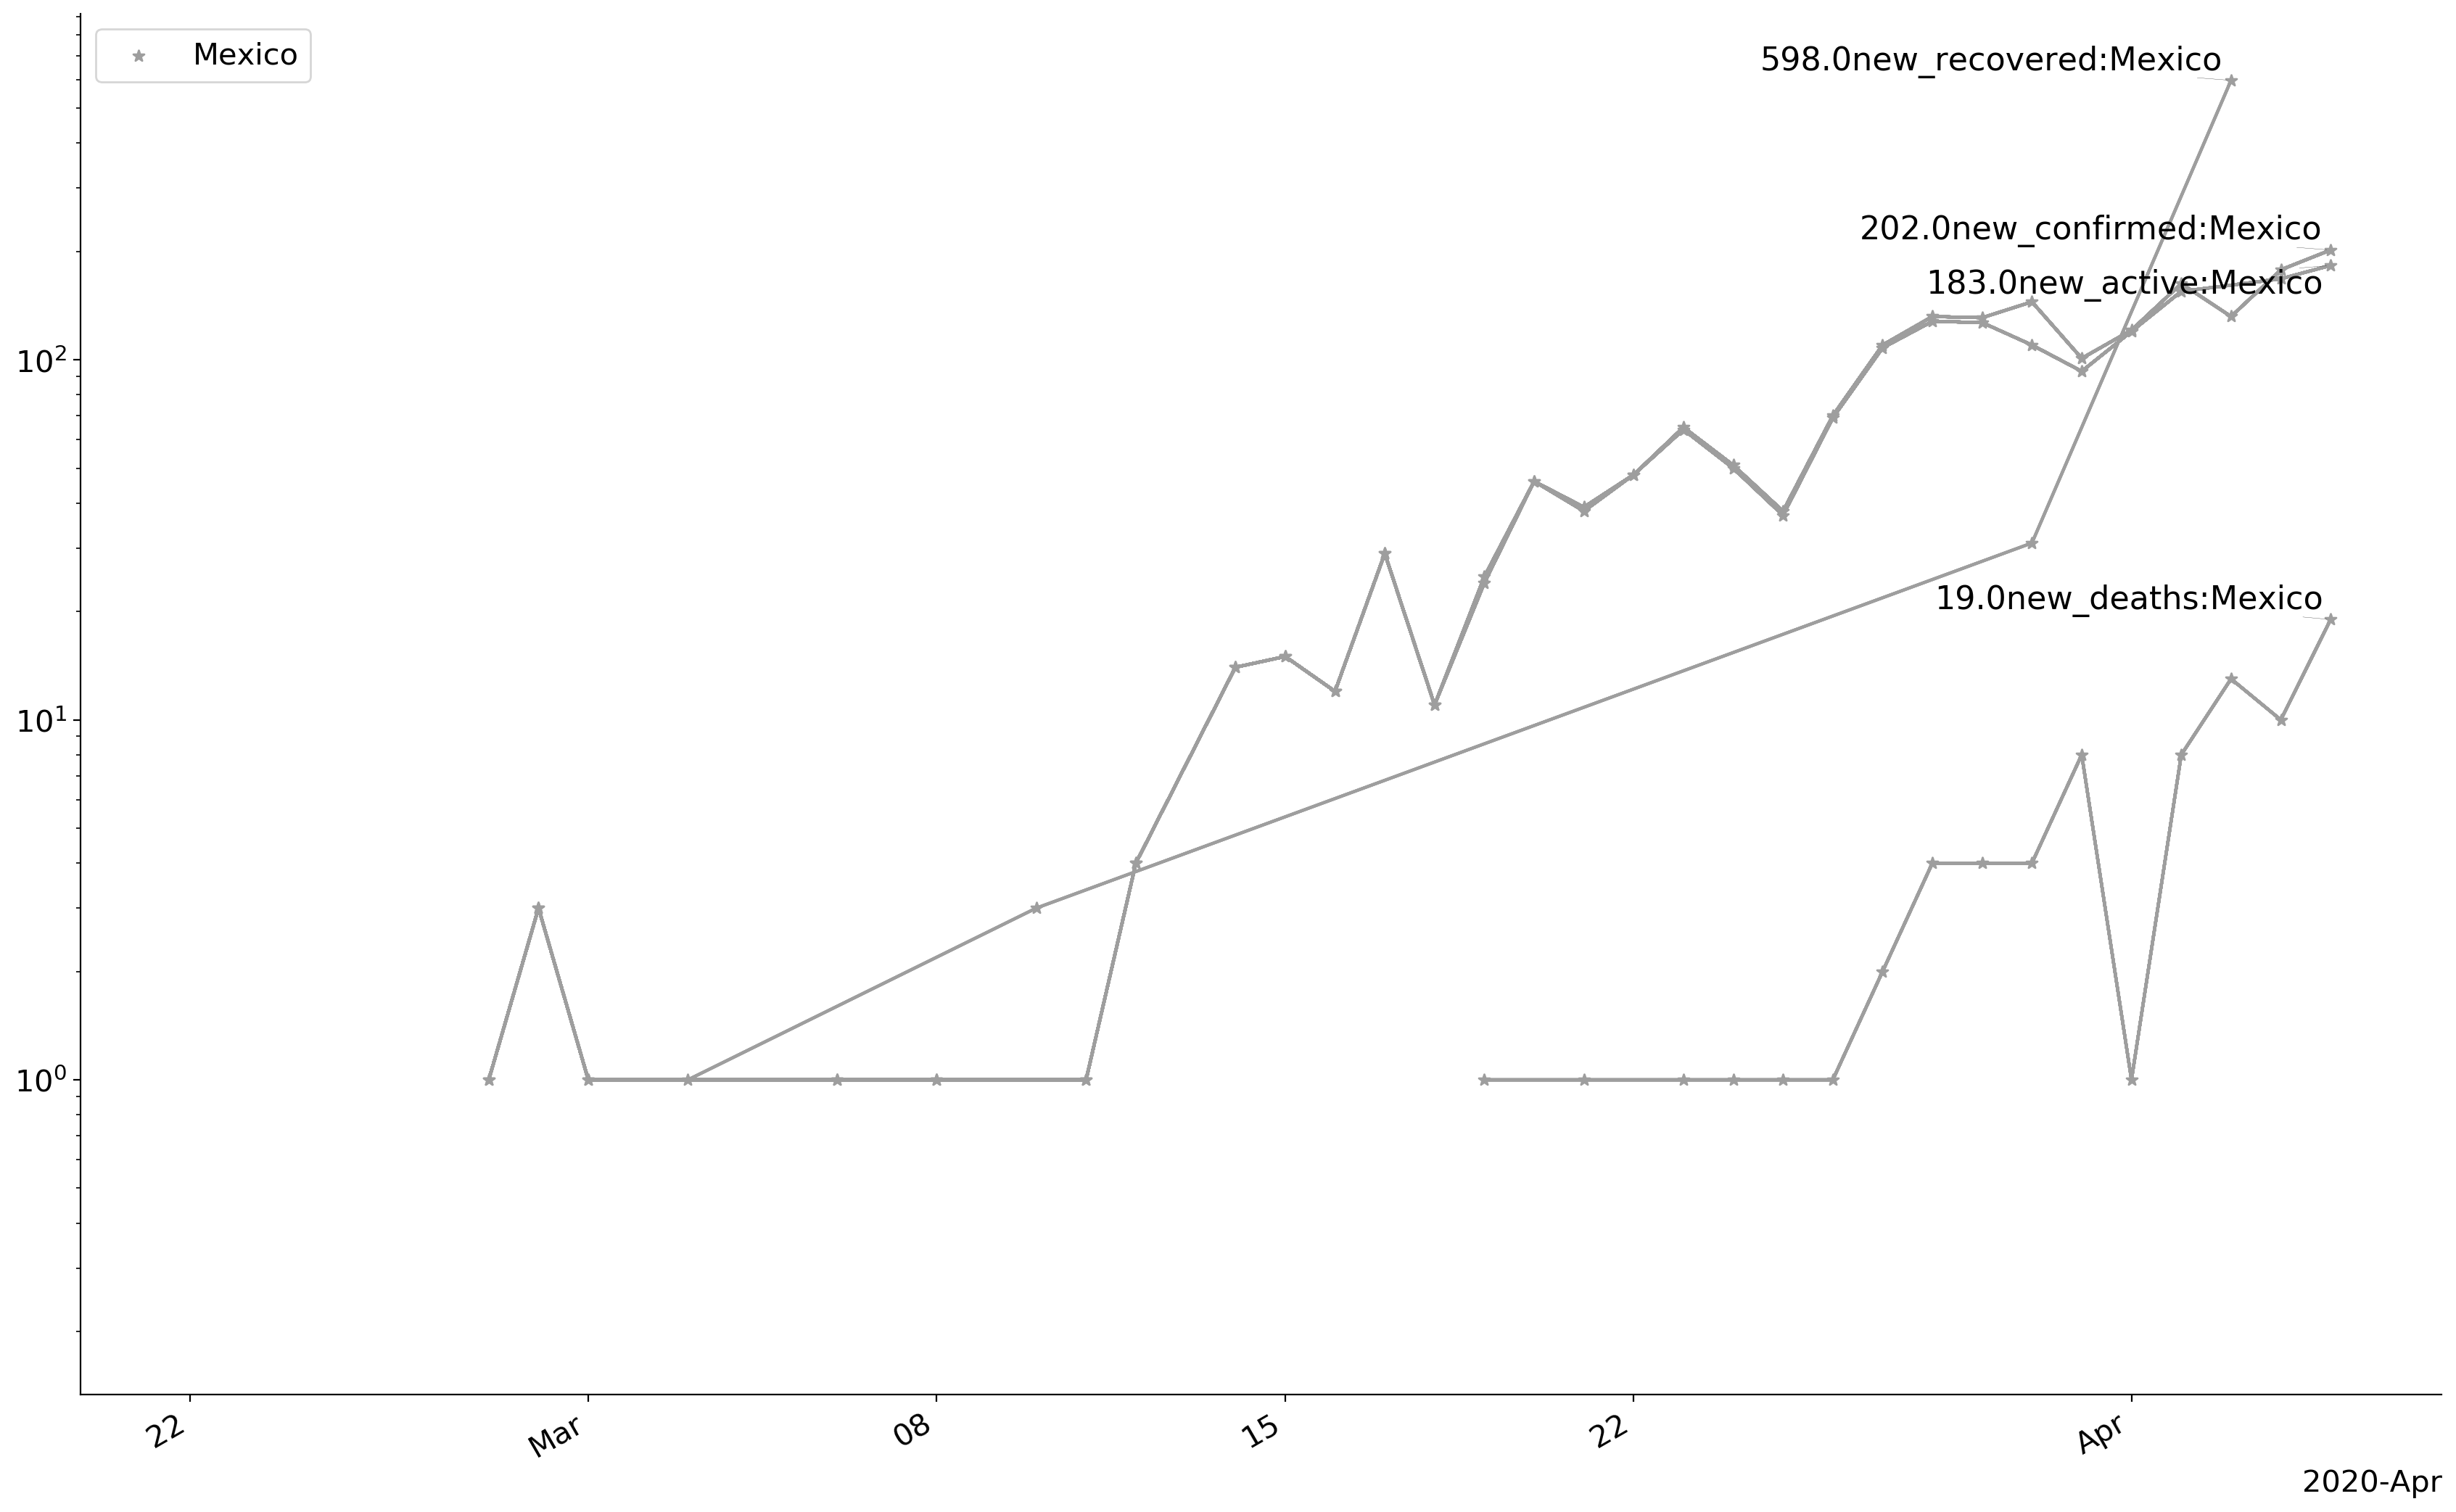 Mexico
598.0new_recovered:Mexico
202.0new_confirmed:Mexico
183.0new_active:Mexico
10²
19.0new_deaths:Mexico
10¹
10⁰
22
Mar
08
15
22
Apr
2020-Apr